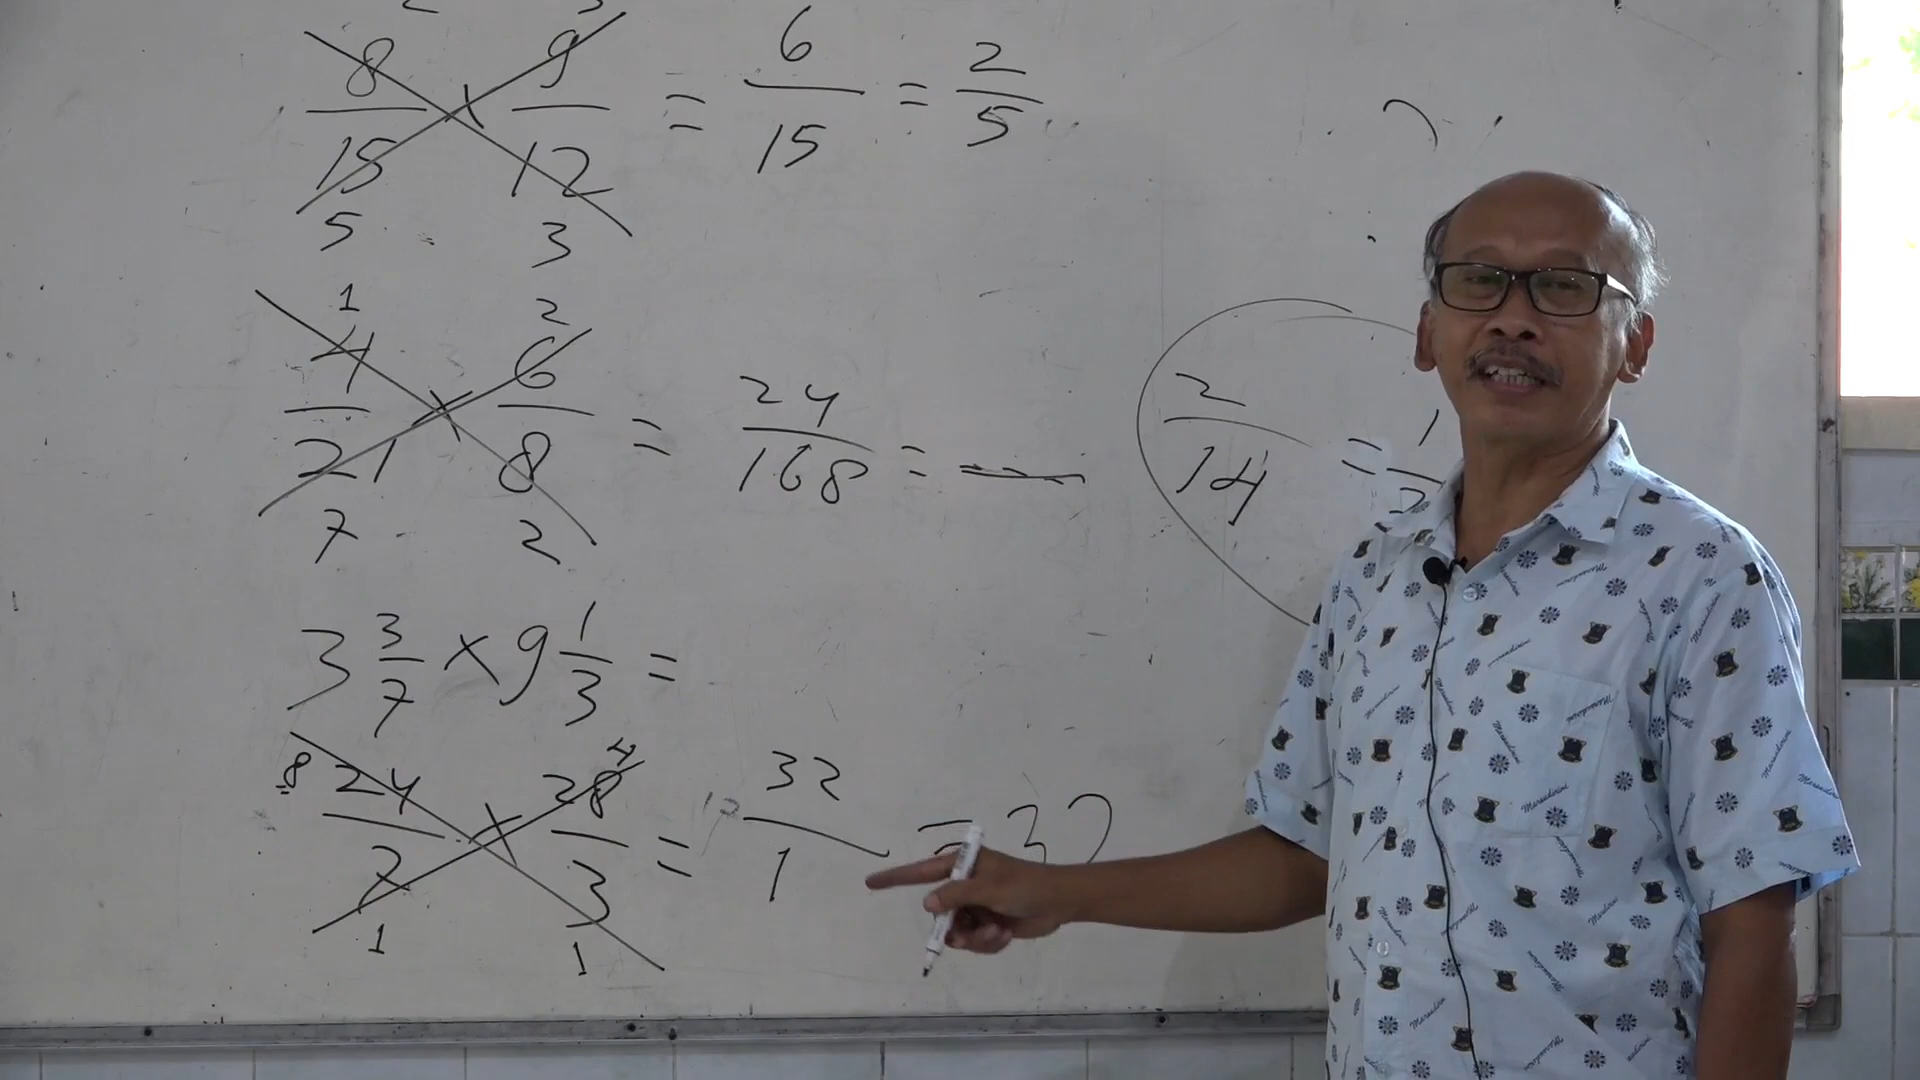 2 3
8/15 × 9/12 = 6/15 = 2/5
5 3
1 2
4/21 × 6/8 = 24/168 =
7 2
2/14 = 1/
3 3/7 × 9 1/3 =
8 4
24/7 × 28/3 = 32/1 = 32
1 1